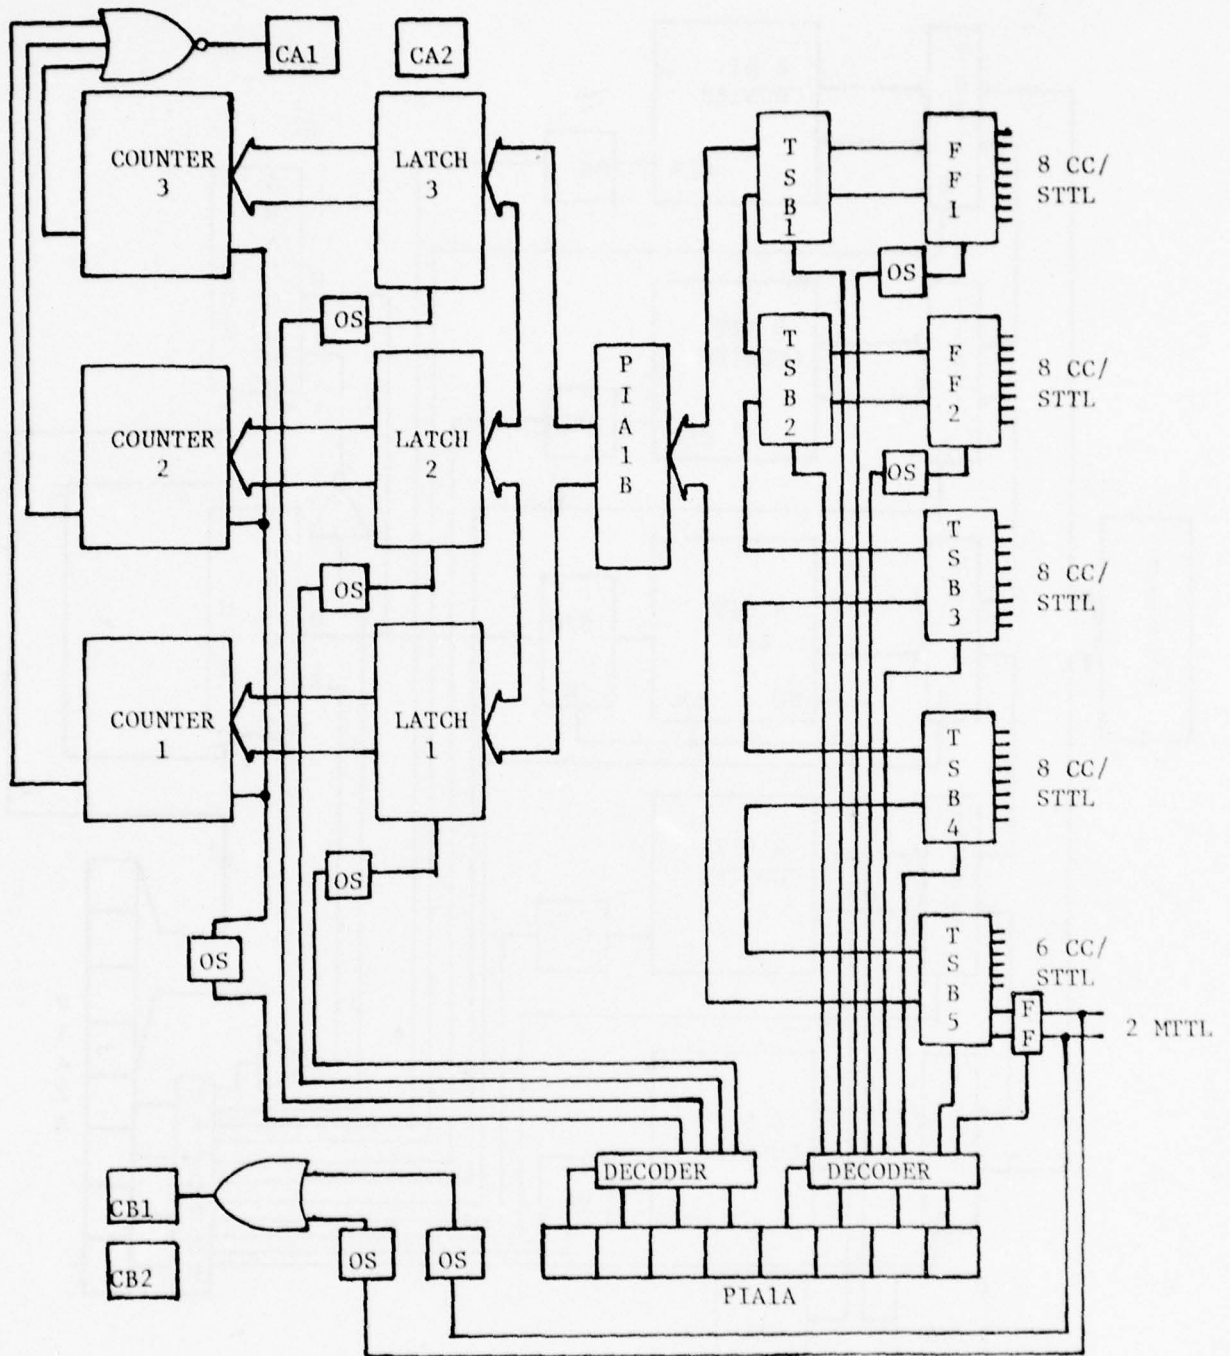 CA1
CA2
COUNTER
3
LATCH
3
T
S
B
1
F
F
1
8 CC/
STTL
OS
OS
COUNTER
2
LATCH
2
P
I
A
1
B
T
S
B
2
F
F
2
8 CC/
STTL
OS
OS
T
S
B
3
8 CC/
STTL
COUNTER
1
LATCH
1
T
S
B
4
8 CC/
STTL
OS
OS
T
S
B
5
6 CC/
STTL
F
F
2 MTTL
DECODER
DECODER
CB1
CB2
OS
OS
PIA1A